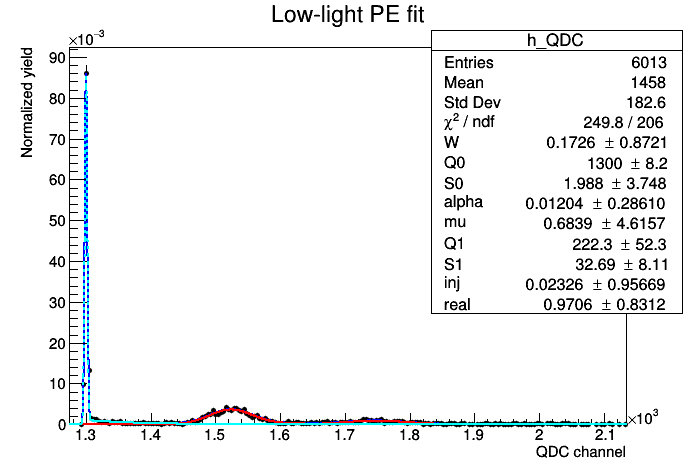 Low-light PE fit
×10⁻³
Normalized yield
90
80
70
60
50
40
30
20
10
0
h_QDC
Entries 6013
Mean 1458
Std Dev 182.6
χ² / ndf 249.8 / 206
W 0.1726 ± 0.8721
Q0 1300 ± 8.2
S0 1.988 ± 3.748
alpha 0.01204 ± 0.28610
mu 0.6839 ± 4.6157
Q1 222.3 ± 52.3
S1 32.69 ± 8.11
inj 0.02326 ± 0.95669
real 0.9706 ± 0.8312
1.3 1.4 1.5 1.6 1.7 1.8 1.9 2 2.1
×10³
QDC channel